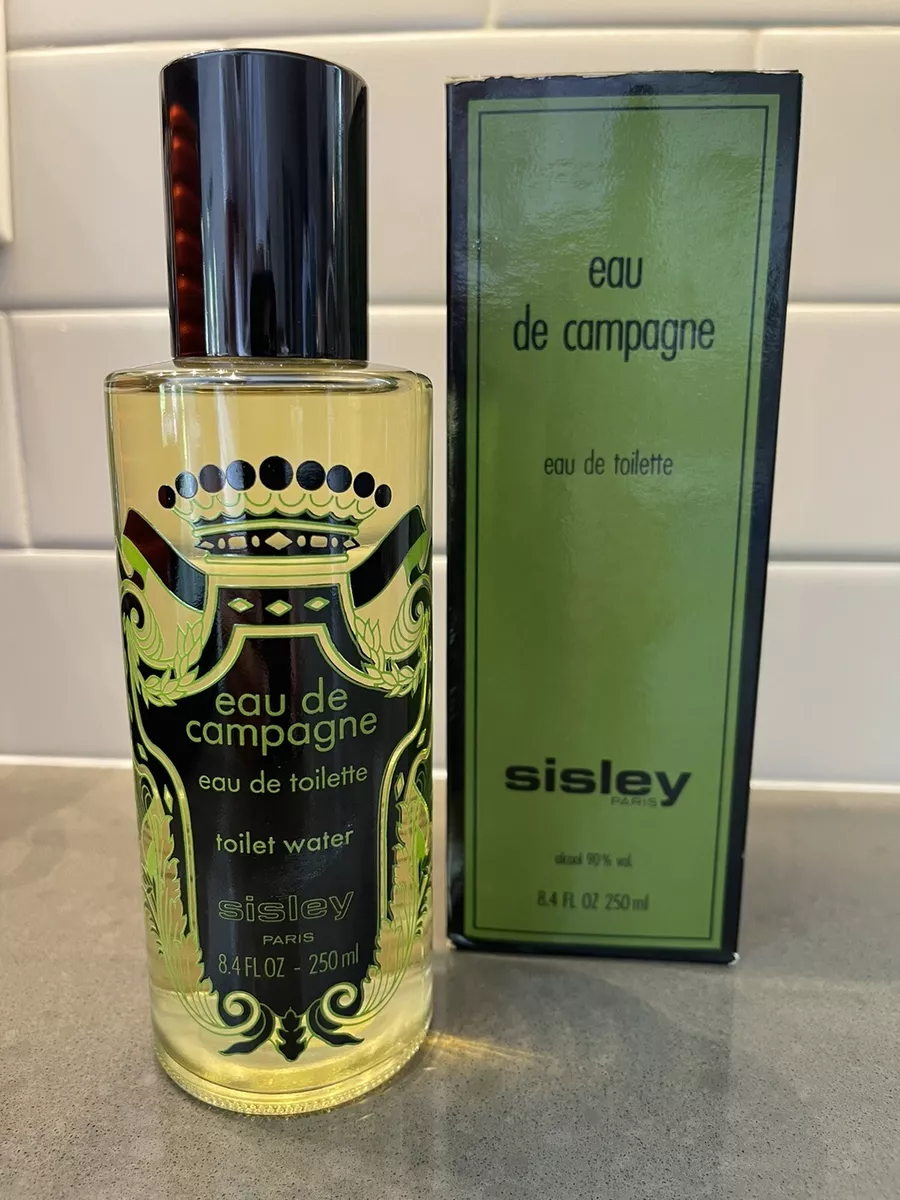 eau de
campagne
eau de toilette
toilet water
sisley
PARIS
8.4 FL OZ - 250 ml
eau
de campagne
eau de toilette
sisley
PARIS
alcool 90% vol.
8.4 FL OZ 250 ml